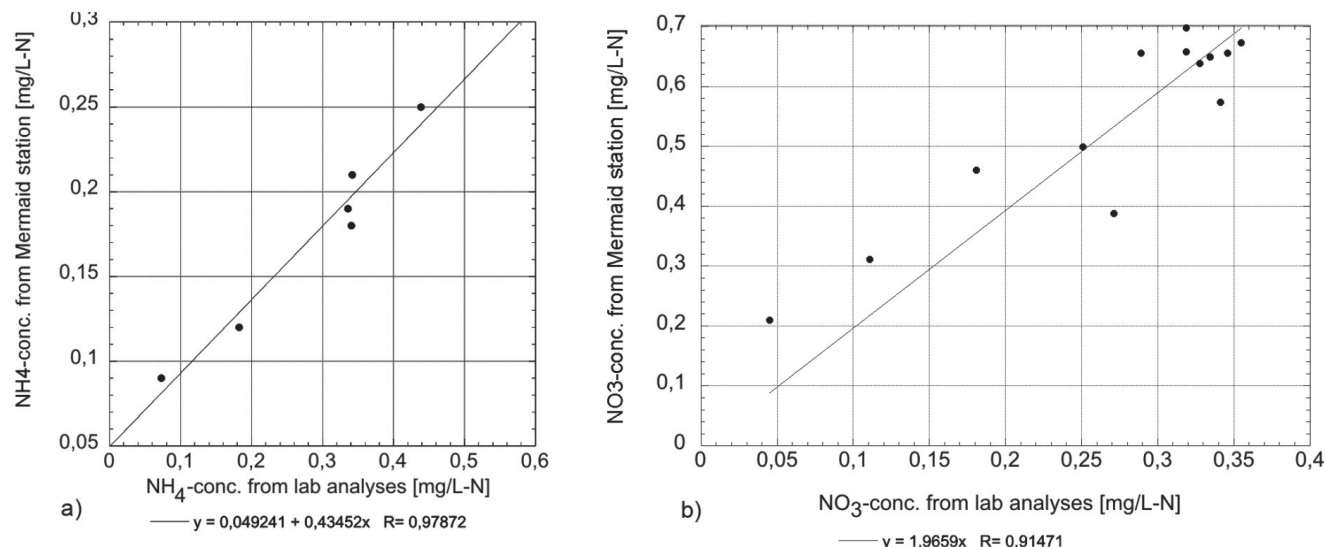 NH4-conc. from Mermaid station [mg/L-N]
0,3
0,25
0,2
0,15
0,1
0,05
0 0,1 0,2 0,3 0,4 0,5 0,6
NH4-conc. from lab analyses [mg/L-N]
a)
y = 0,049241 + 0,43452x R= 0,97872
NO3-conc. from Mermaid station [mg/L-N]
0,7
0,6
0,5
0,4
0,3
0,2
0,1
0
0 0,05 0,1 0,15 0,2 0,25 0,3 0,35 0,4
NO3-conc. from lab analyses [mg/L-N]
b)
y = 1,9659x R= 0,91471